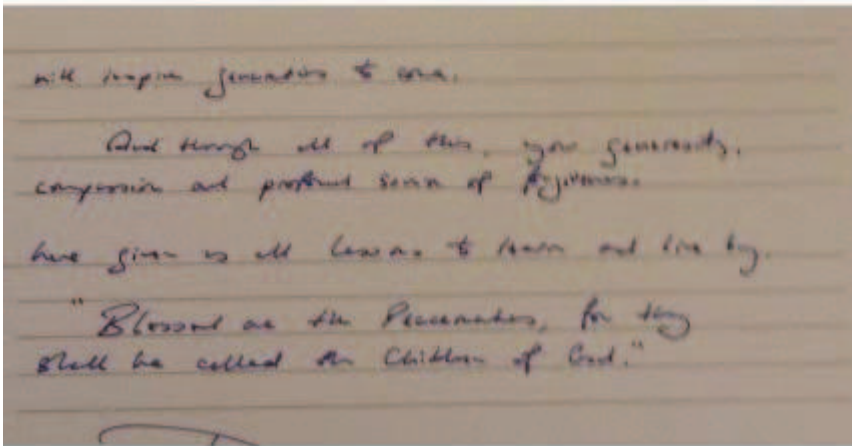 will inspire generations to come.
And through all of this, your generosity,
compassion and profound sense of forgiveness.
have given us all lessons to learn and live by.
"Blessed are the Peacemakers, for they
shall be called the Children of God."